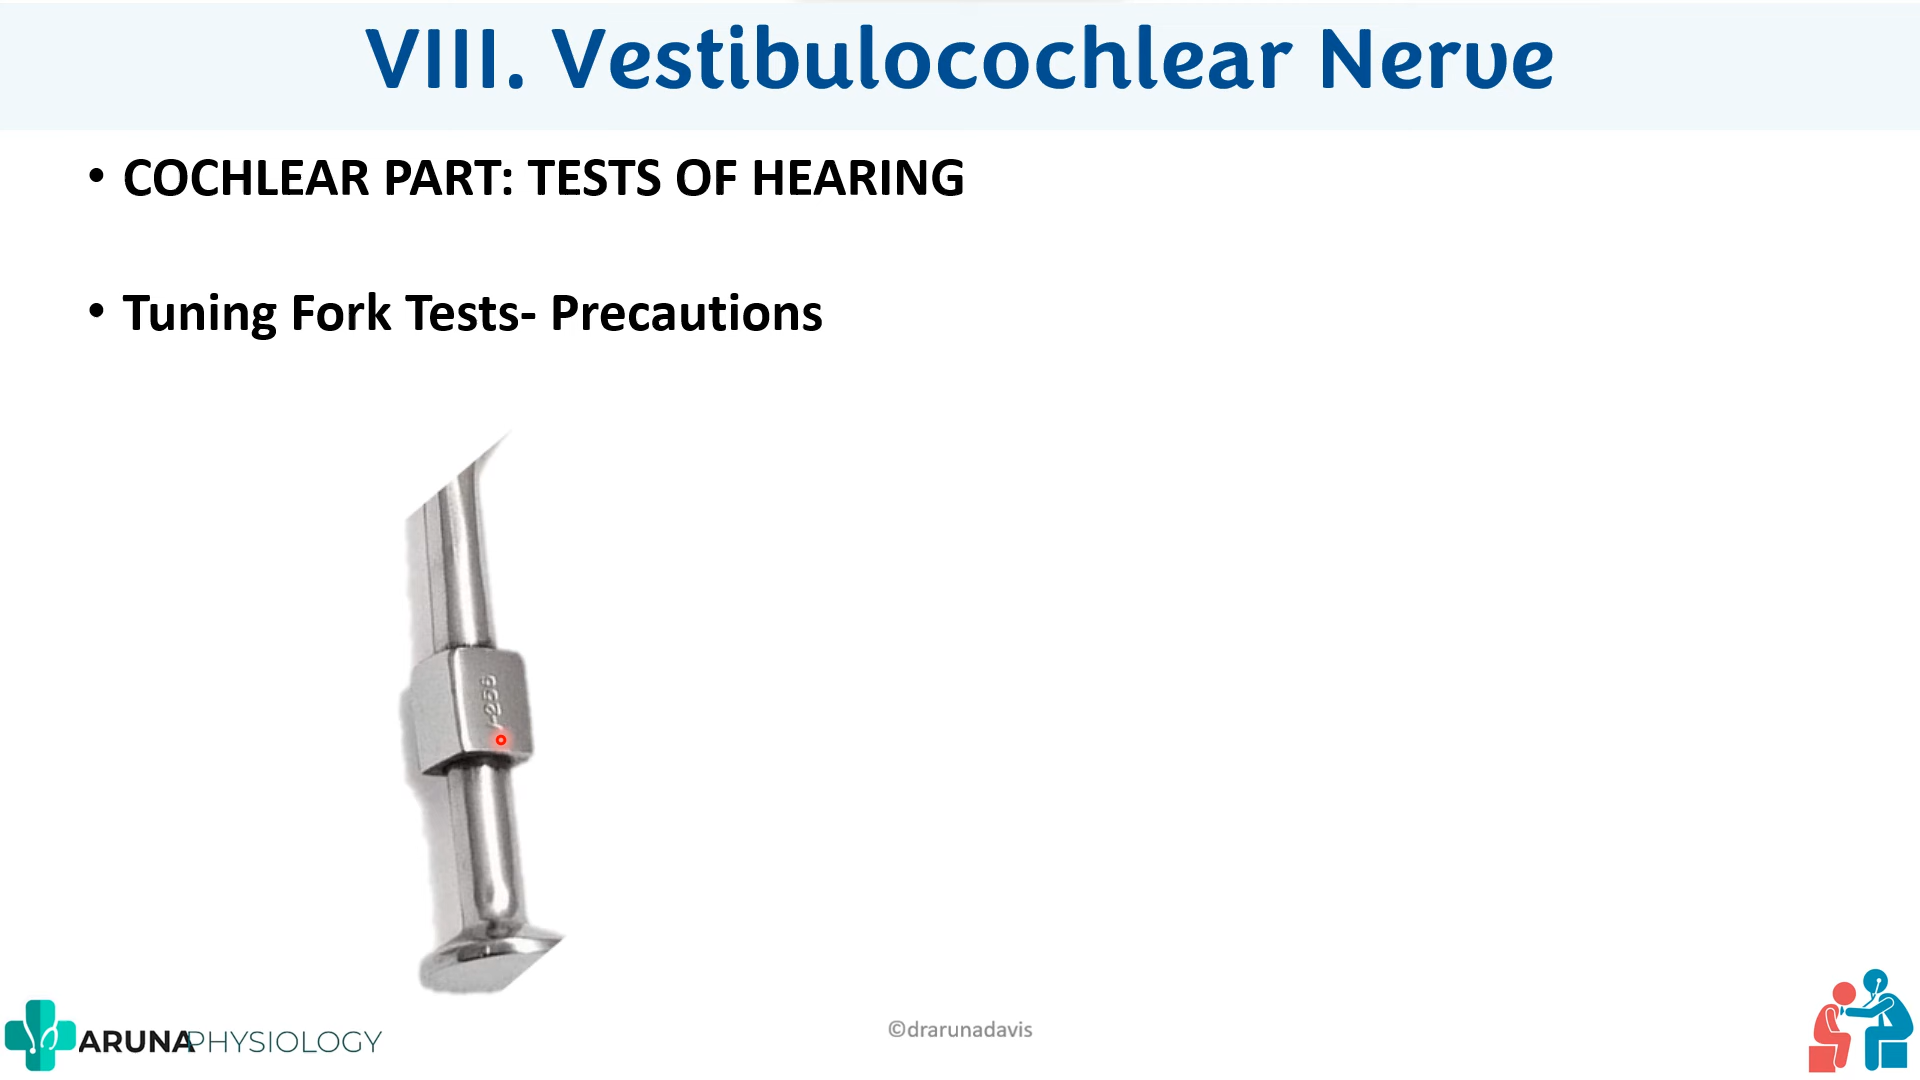 VIII. Vestibulocochlear Nerve
• COCHLEAR PART: TESTS OF HEARING
• Tuning Fork Tests- Precautions
256
ARUNAPHYSIOLOGY
©drarunadavis